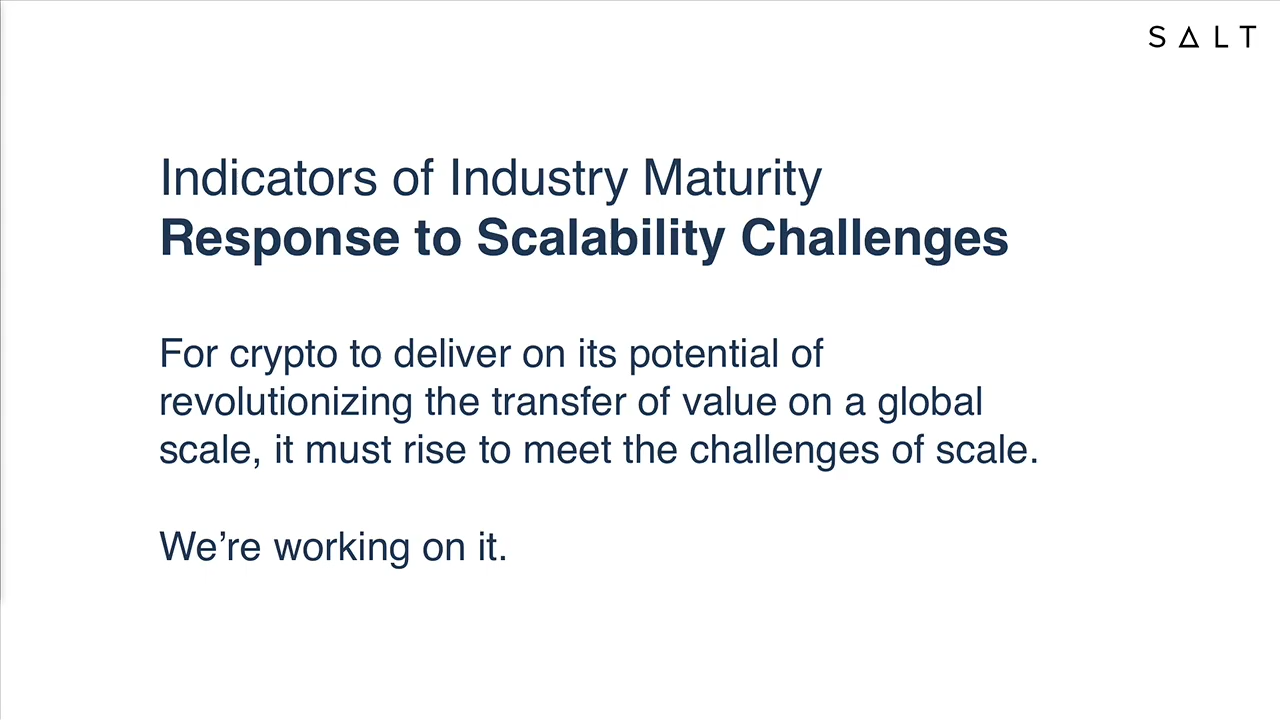 SALT
Indicators of Industry Maturity
Response to Scalability Challenges
For crypto to deliver on its potential of
revolutionizing the transfer of value on a global
scale, it must rise to meet the challenges of scale.
We’re working on it.